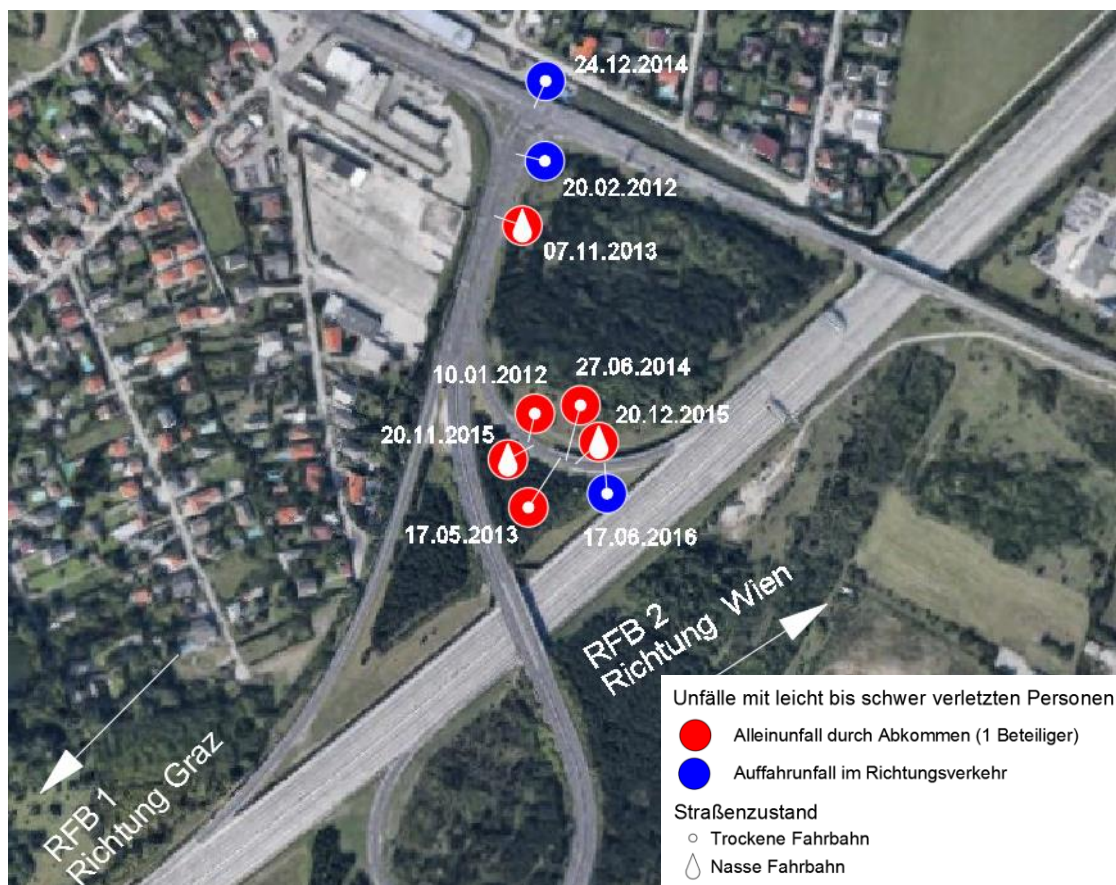 24.12.2014
20.02.2012
07.11.2013
27.06.2014
10.01.2012
20.12.2015
20.11.2015
17.05.2013
17.06.2016
RFB 2
Richtung Wien
RFB 1
Richtung Graz
Unfälle mit leicht bis schwer verletzten Personen
Alleinunfall durch Abkommen (1 Beteiliger)
Auffahrunfall im Richtungsverkehr
Straßenzustand
Trockene Fahrbahn
Nasse Fahrbahn